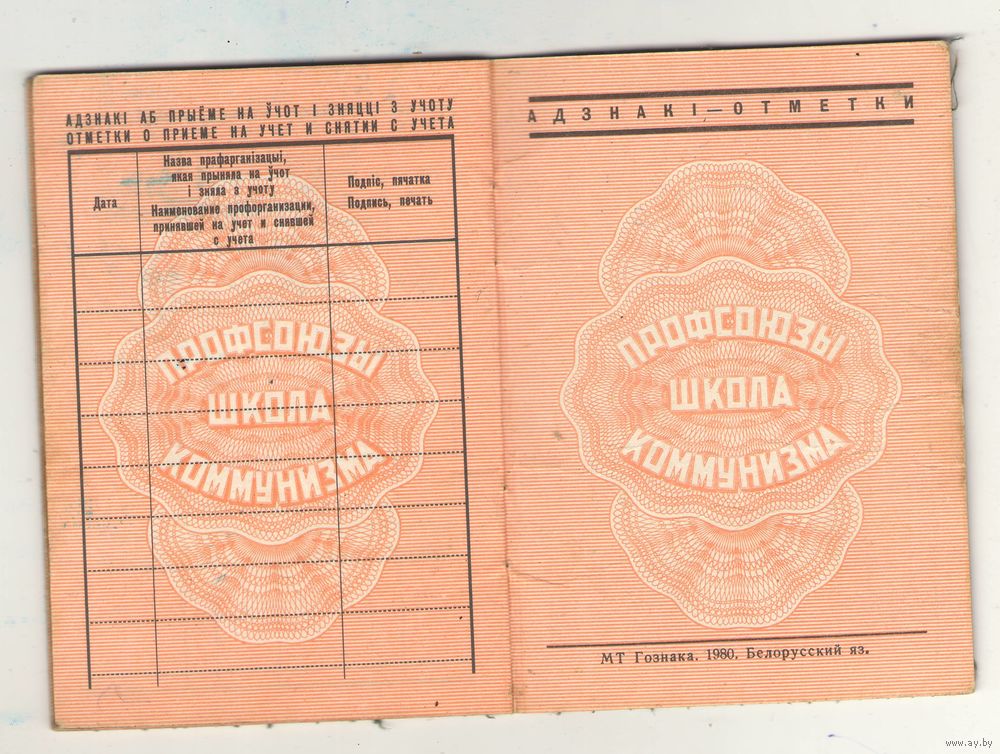 АДЗНАКІ АБ ПРЫЁМЕ НА ЎЧОТ І ЗНЯЦЦІ З УЧОТУ
ОТМЕТКИ О ПРИЕМЕ НА УЧЕТ И СНЯТИИ С УЧЕТА
Дата
Назва прафарганізацыі,
якая прыняла на ўчот
і зняла з учоту
Наименование профорганизации,
принявшей на учет и снявшей
с учета
Подпіс, пячатка
Подпись, печать
ПРОФСОЮЗЫ
ШКОЛА
КОММУНИЗМА
АДЗНАКІ—ОТМЕТКИ
ПРОФСОЮЗЫ
ШКОЛА
КОММУНИЗМА
МТ Гознака. 1980. Белорусский яз.
www.ay.by